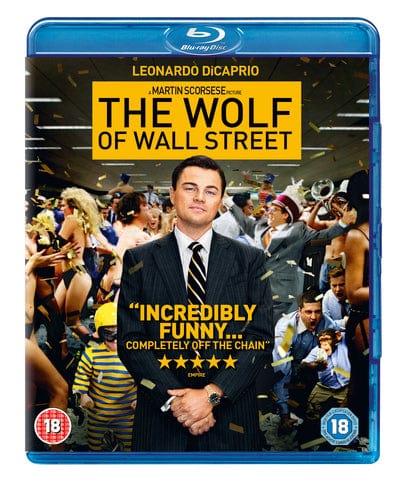 Blu-ray Disc
LEONARDO DiCAPRIO
A MARTIN SCORSESE PICTURE
THE WOLF
OF WALL STREET
"INCREDIBLY
FUNNY...
COMPLETELY OFF THE CHAIN"
★★★★★
EMPIRE
18
18